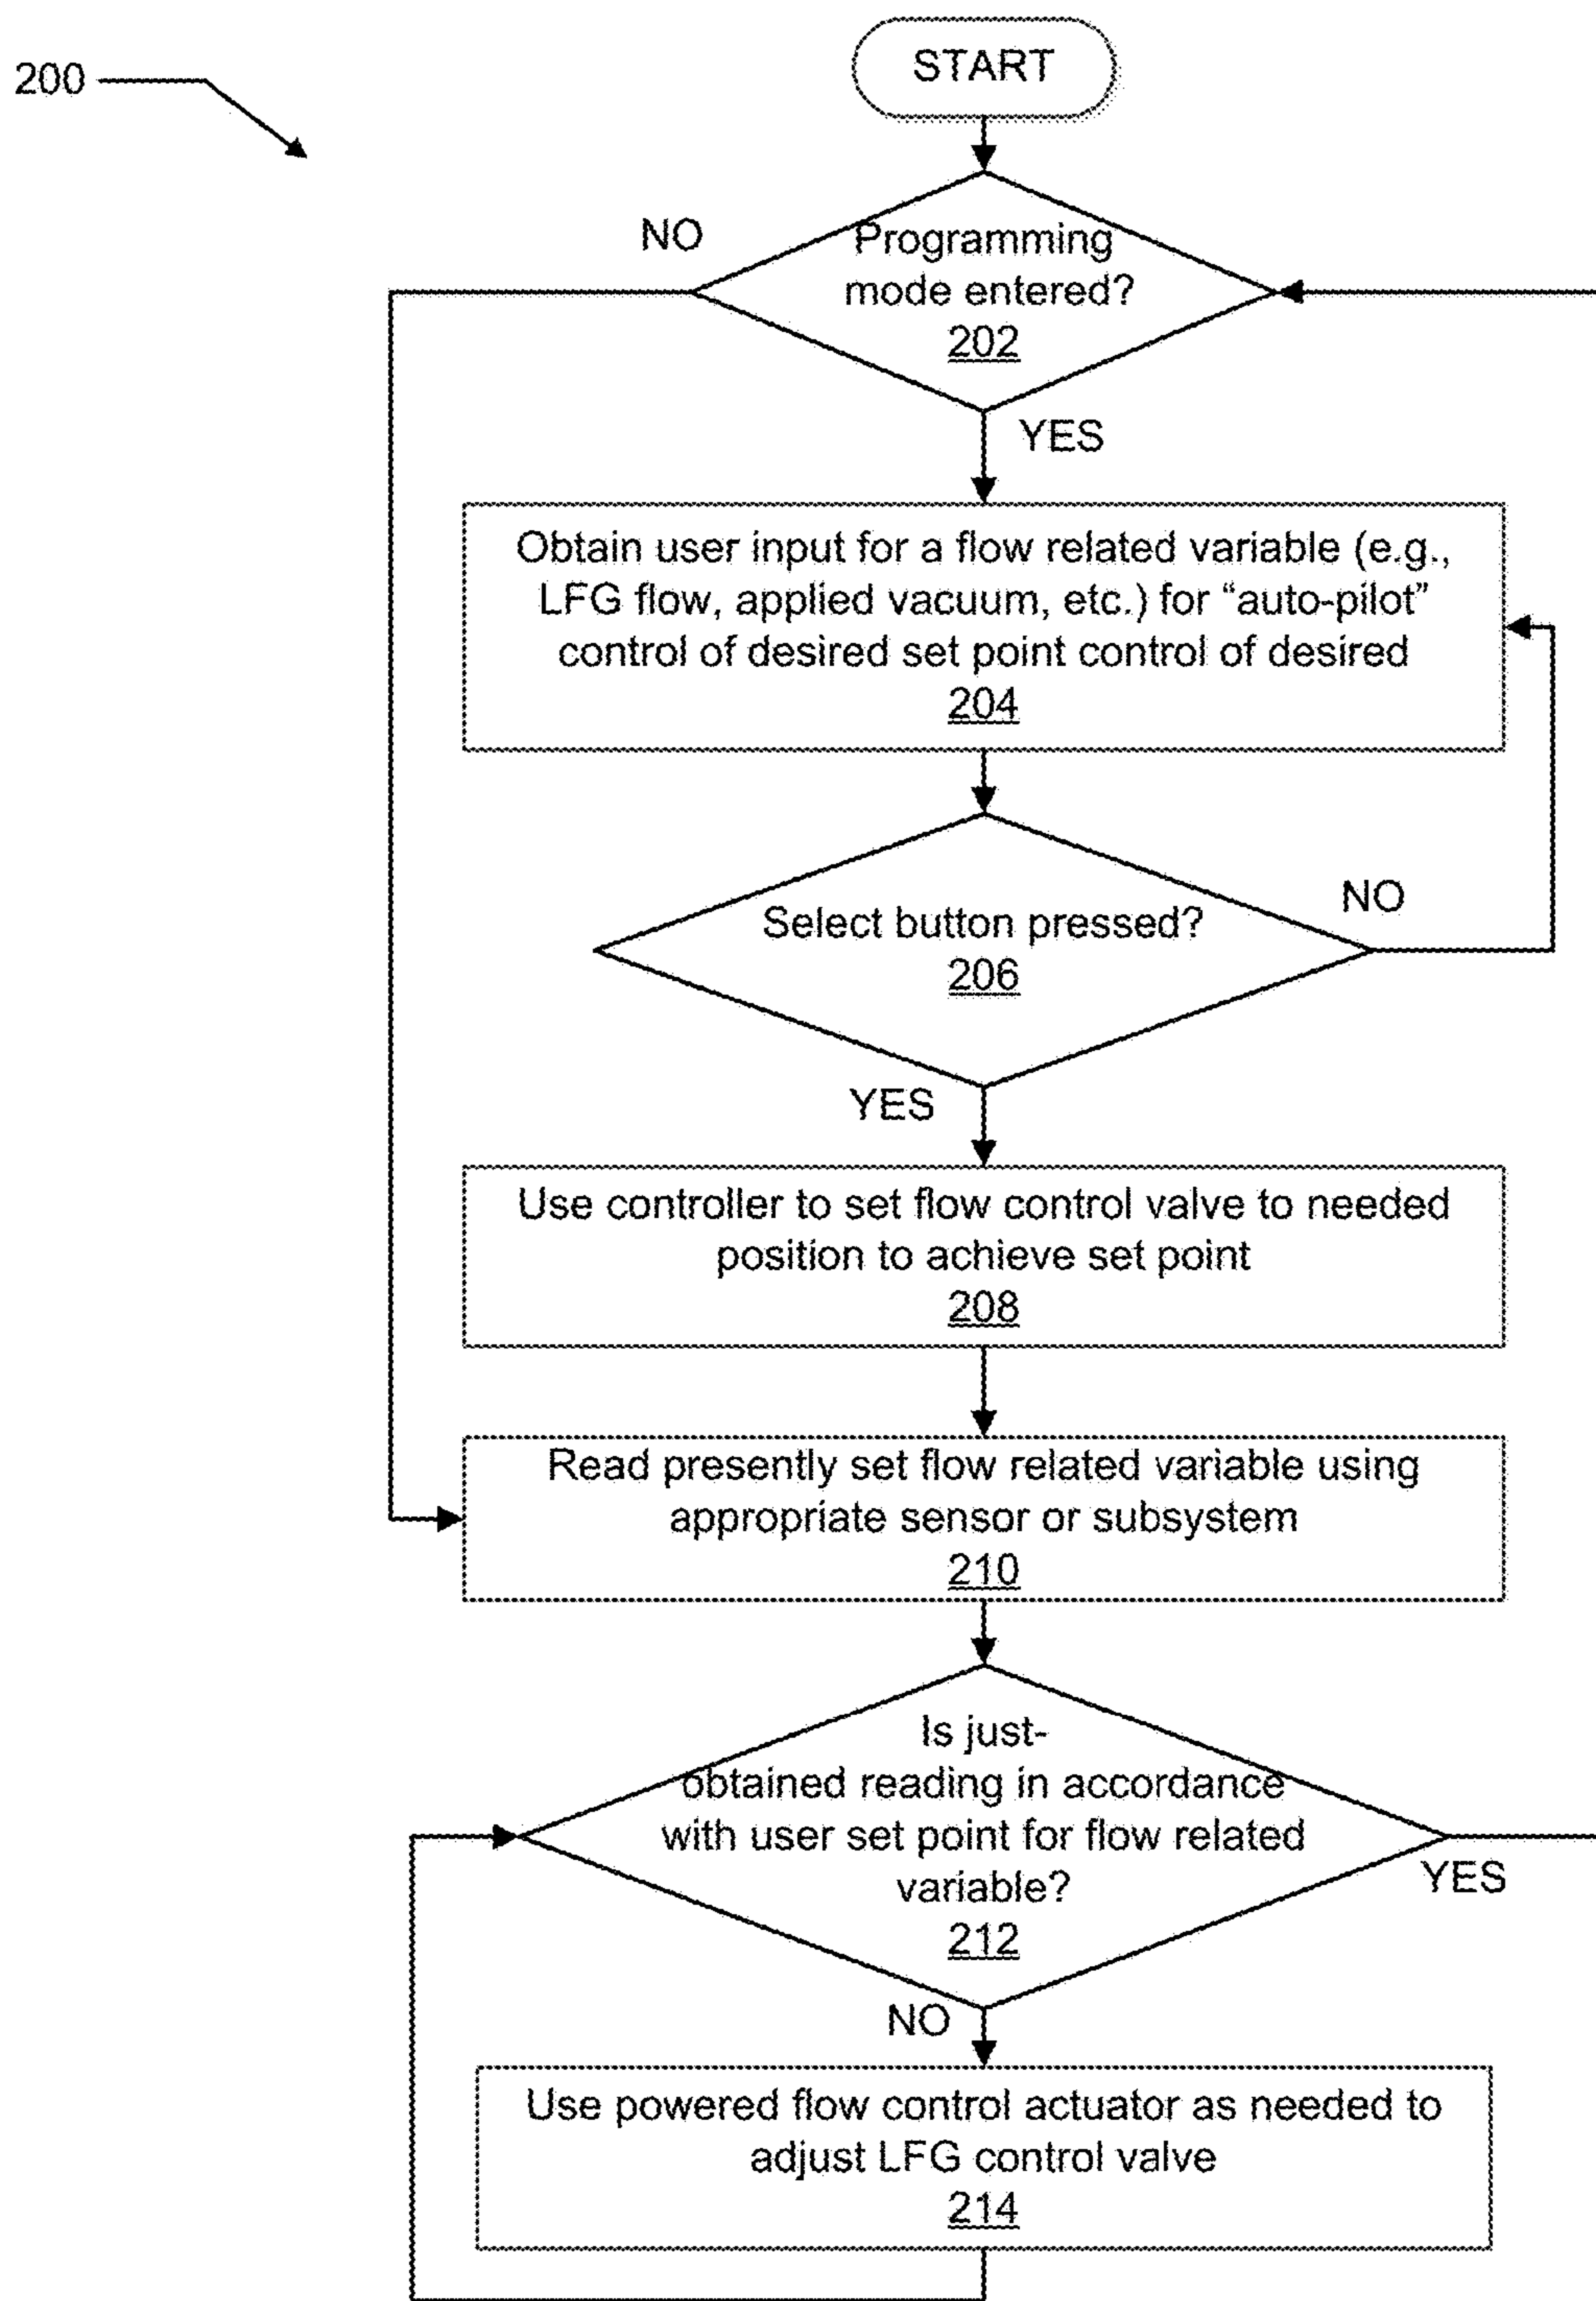 200
START
NO
Programming
mode entered?
202
YES
Obtain user input for a flow related variable (e.g.,
LFG flow, applied vacuum, etc.) for “auto-pilot”
control of desired set point control of desired
204
Select button pressed?
206
NO
YES
Use controller to set flow control valve to needed
position to achieve set point
208
Read presently set flow related variable using
appropriate sensor or subsystem
210
Is just-
obtained reading in accordance
with user set point for flow related
variable?
212
YES
NO
Use powered flow control actuator as needed to
adjust LFG control valve
214